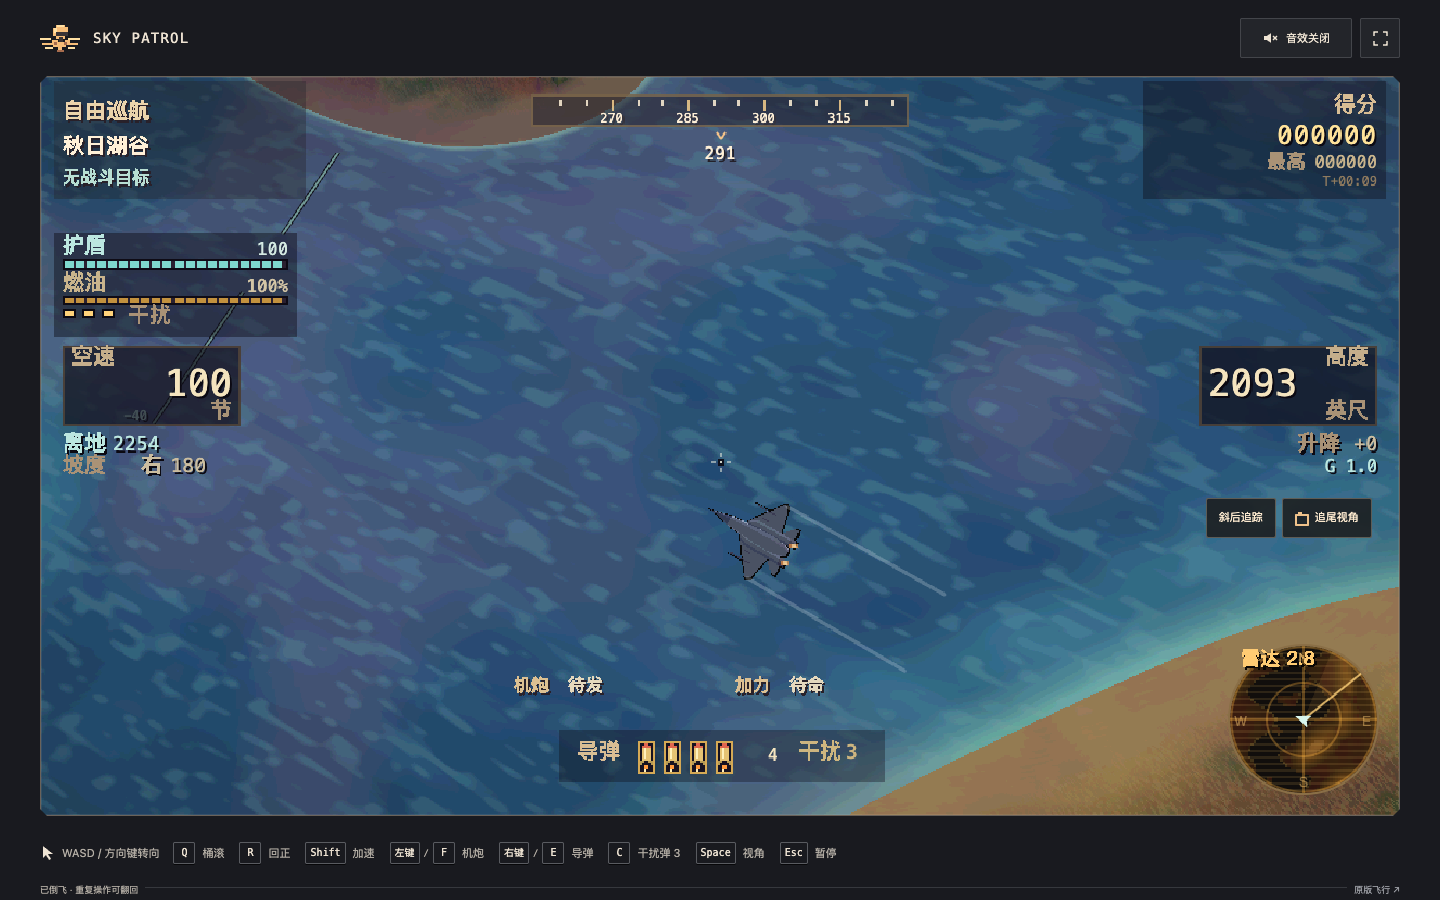 SKY PATROL
音效关闭
自由巡航
秋日湖谷
无战斗目标
270 285 300 315
291
得分
000000
最高 000000
T+00:09
护盾 100
燃油 100%
干扰
空速
100
-40 节
离地 2254
坡度 右 180
高度
2093
英尺
升降 +0
G 1.0
斜后追踪 追尾视角
雷达 2.8
N
W E
S
机炮 待发 加力 待命
导弹 4 干扰 3
WASD / 方向键转向 Q 桶滚 R 回正 Shift 加速 左键 / F 机炮 右键 / E 导弹 C 干扰弹 3 Space 视角 Esc 暂停
已倒飞 · 重复操作可翻回 原版飞行 ↗